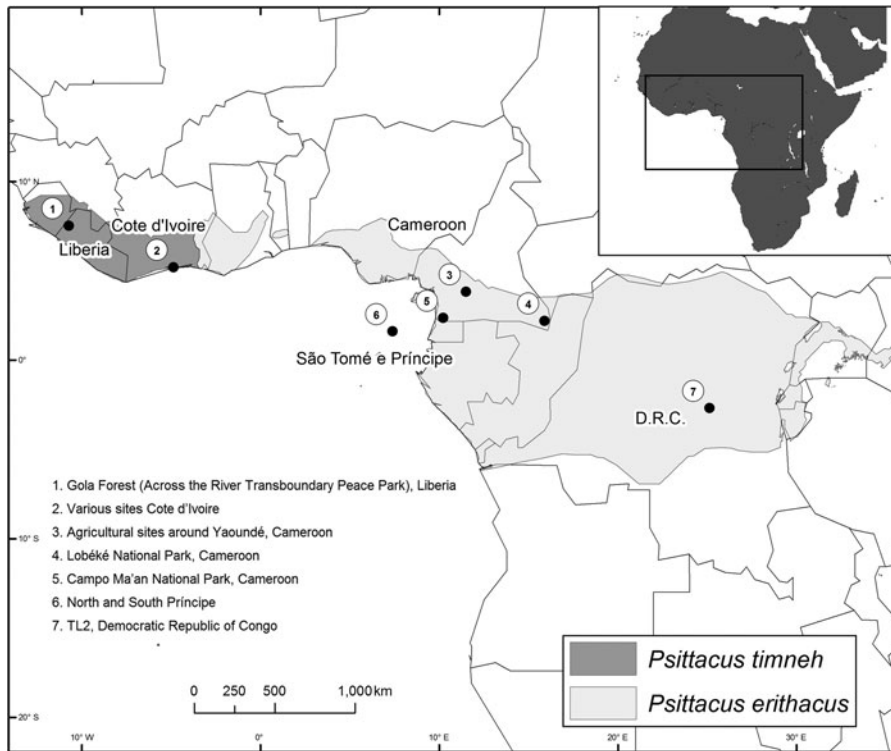 10° N
0°
10° S
20° S
10° W
0°
10° E
20° E
30° E
1
Liberia
Cote d'Ivoire
2
Cameroon
3
4
5
6
São Tomé e Príncipe
7
D.R.C.
1. Gola Forest (Across the River Transboundary Peace Park), Liberia
2. Various sites Cote d'Ivoire
3. Agricultural sites around Yaoundé, Cameroon
4. Lobéké National Park, Cameroon
5. Campo Ma'an National Park, Cameroon
6. North and South Príncipe
7. TL2, Democratic Republic of Congo
0 250 500 1,000 km
Psittacus timneh
Psittacus erithacus